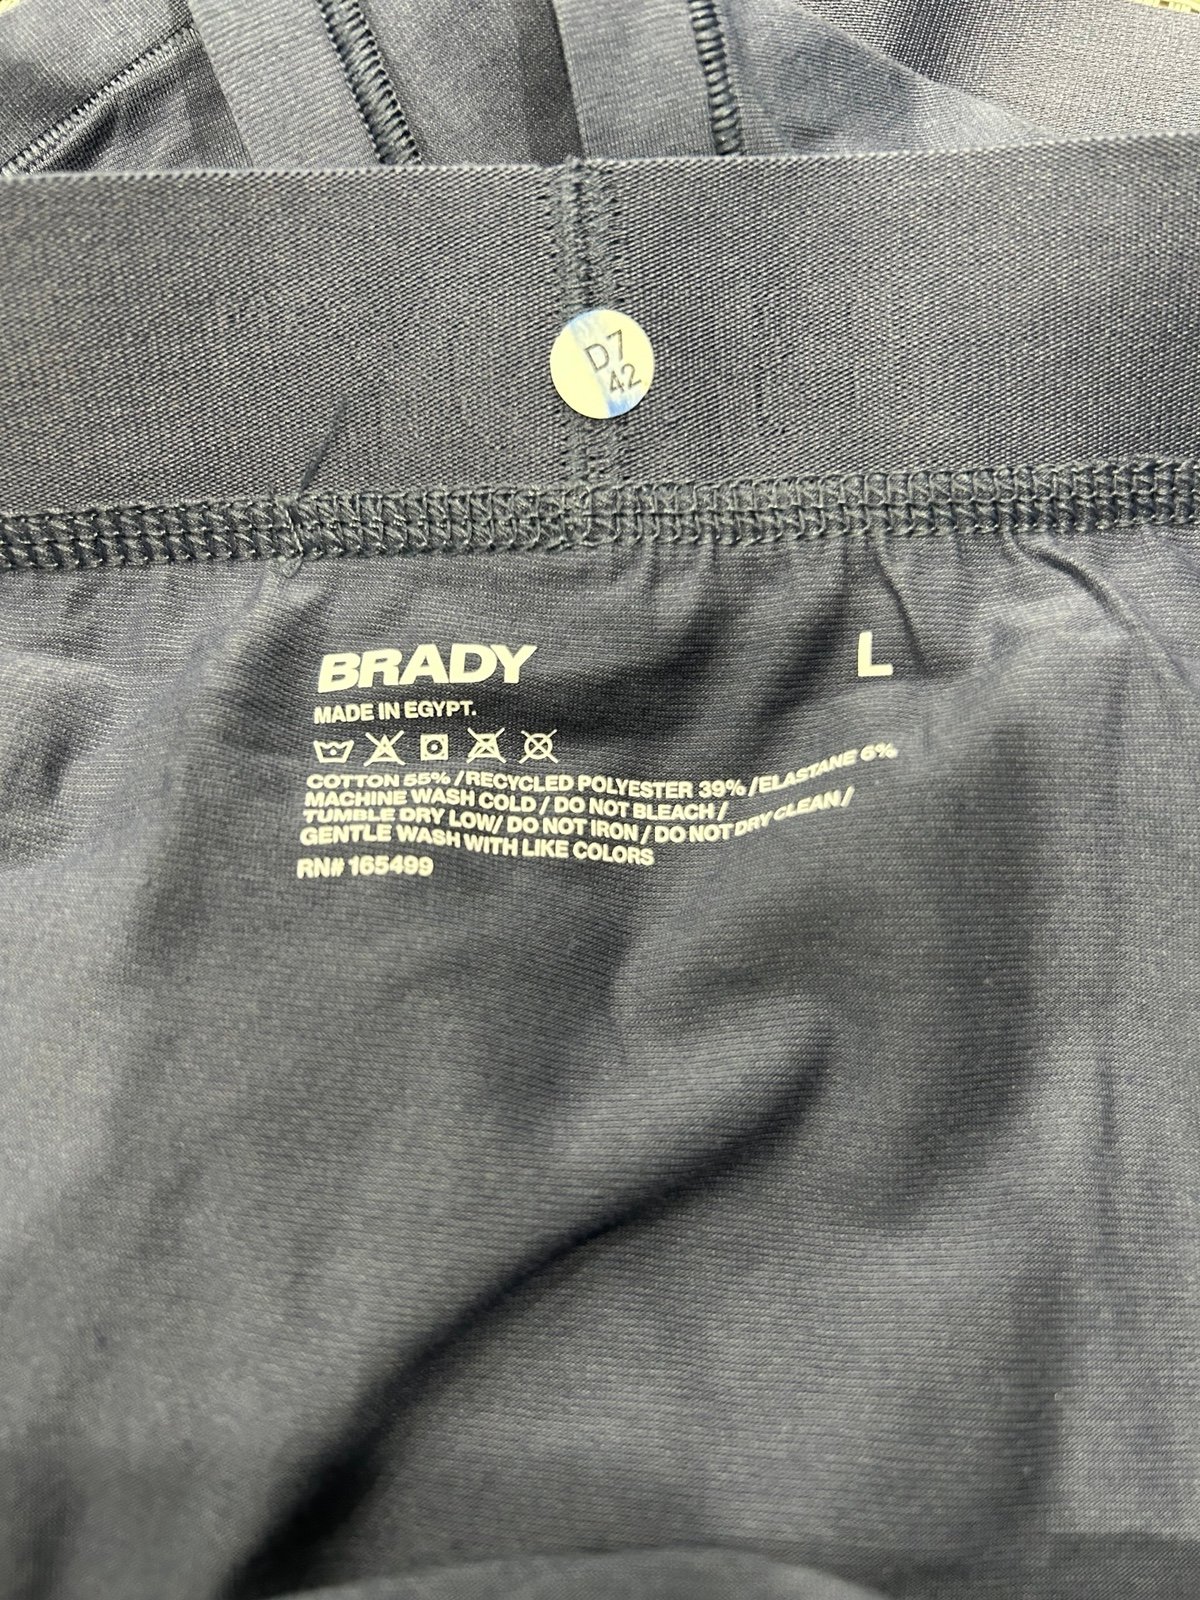 D7
42
BRADY
L
MADE IN EGYPT.
COTTON 55% / RECYCLED POLYESTER 39% / ELASTANE 6%
MACHINE WASH COLD / DO NOT BLEACH /
TUMBLE DRY LOW/ DO NOT IRON / DO NOT DRY CLEAN /
GENTLE WASH WITH LIKE COLORS
RN# 165499